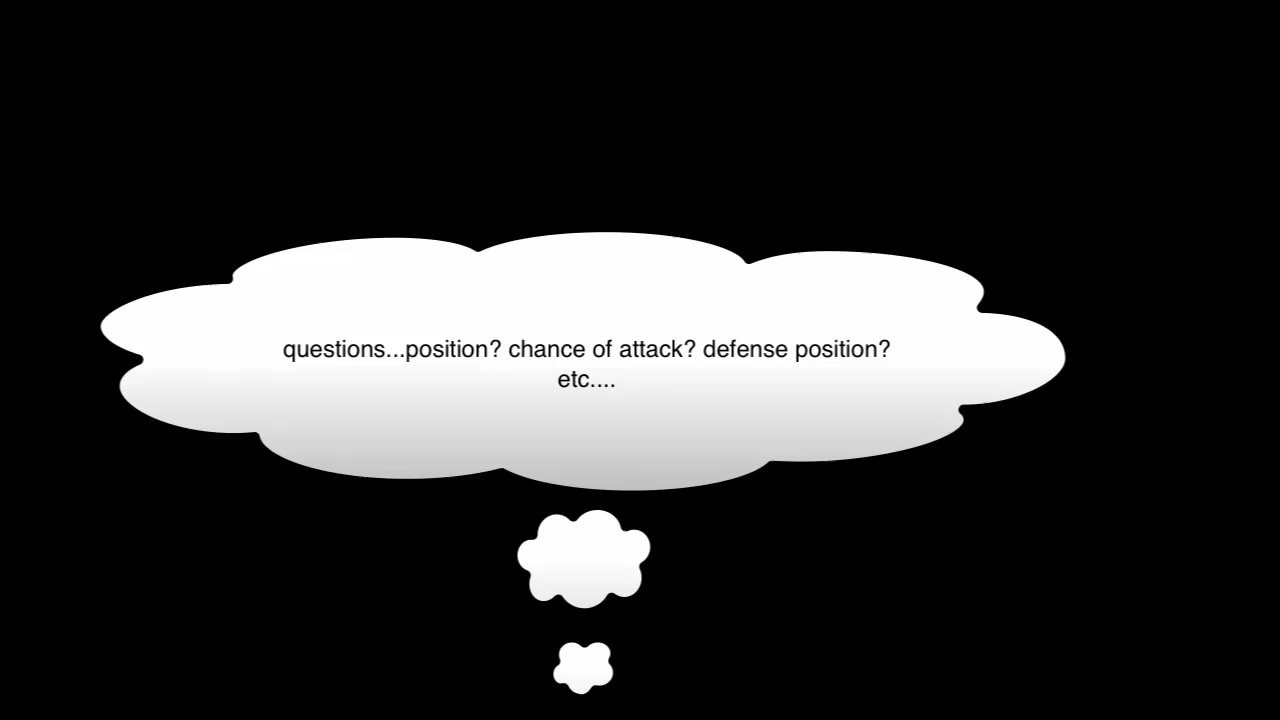 questions...position? chance of attack? defense position?
etc....